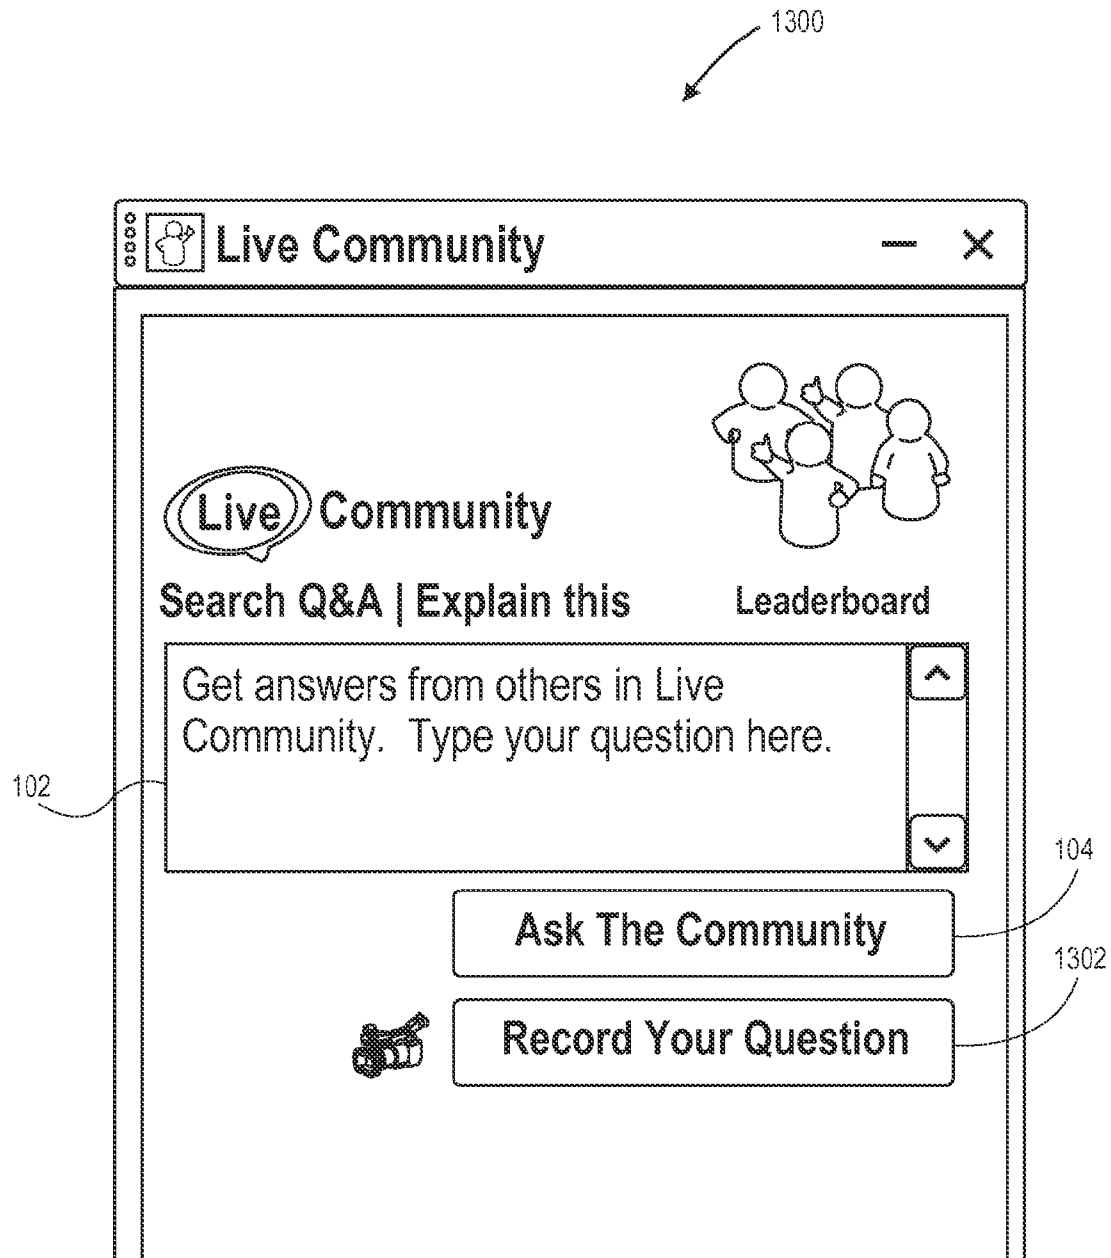 1300
Live Community
Live Community
Search Q&A | Explain this
Leaderboard
Get answers from others in Live
Community. Type your question here.
102
104
Ask The Community
1302
Record Your Question